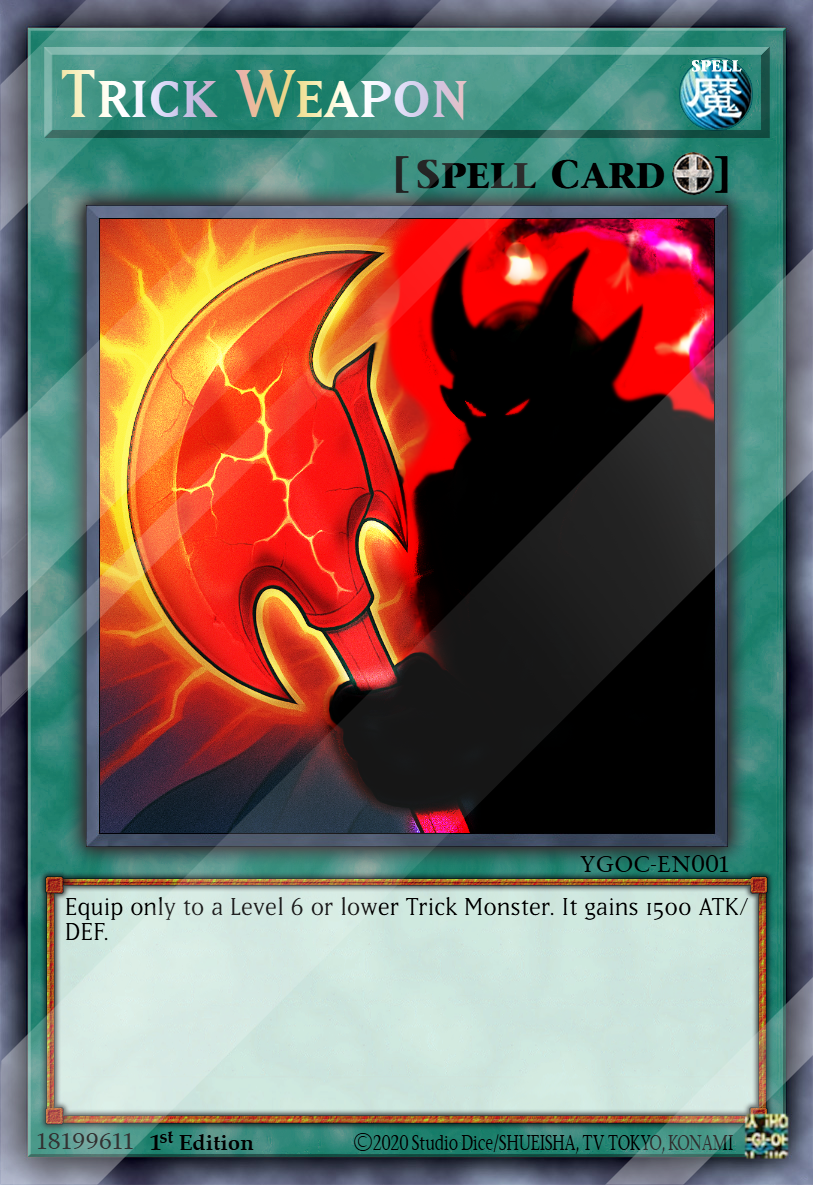 Trick Weapon
SPELL
魔
[Spell Card]
YGOC-EN001
Equip only to a Level 6 or lower Trick Monster. It gains 1500 ATK/
DEF.
18199611 1st Edition ©2020 Studio Dice/SHUEISHA, TV TOKYO, KONAMI